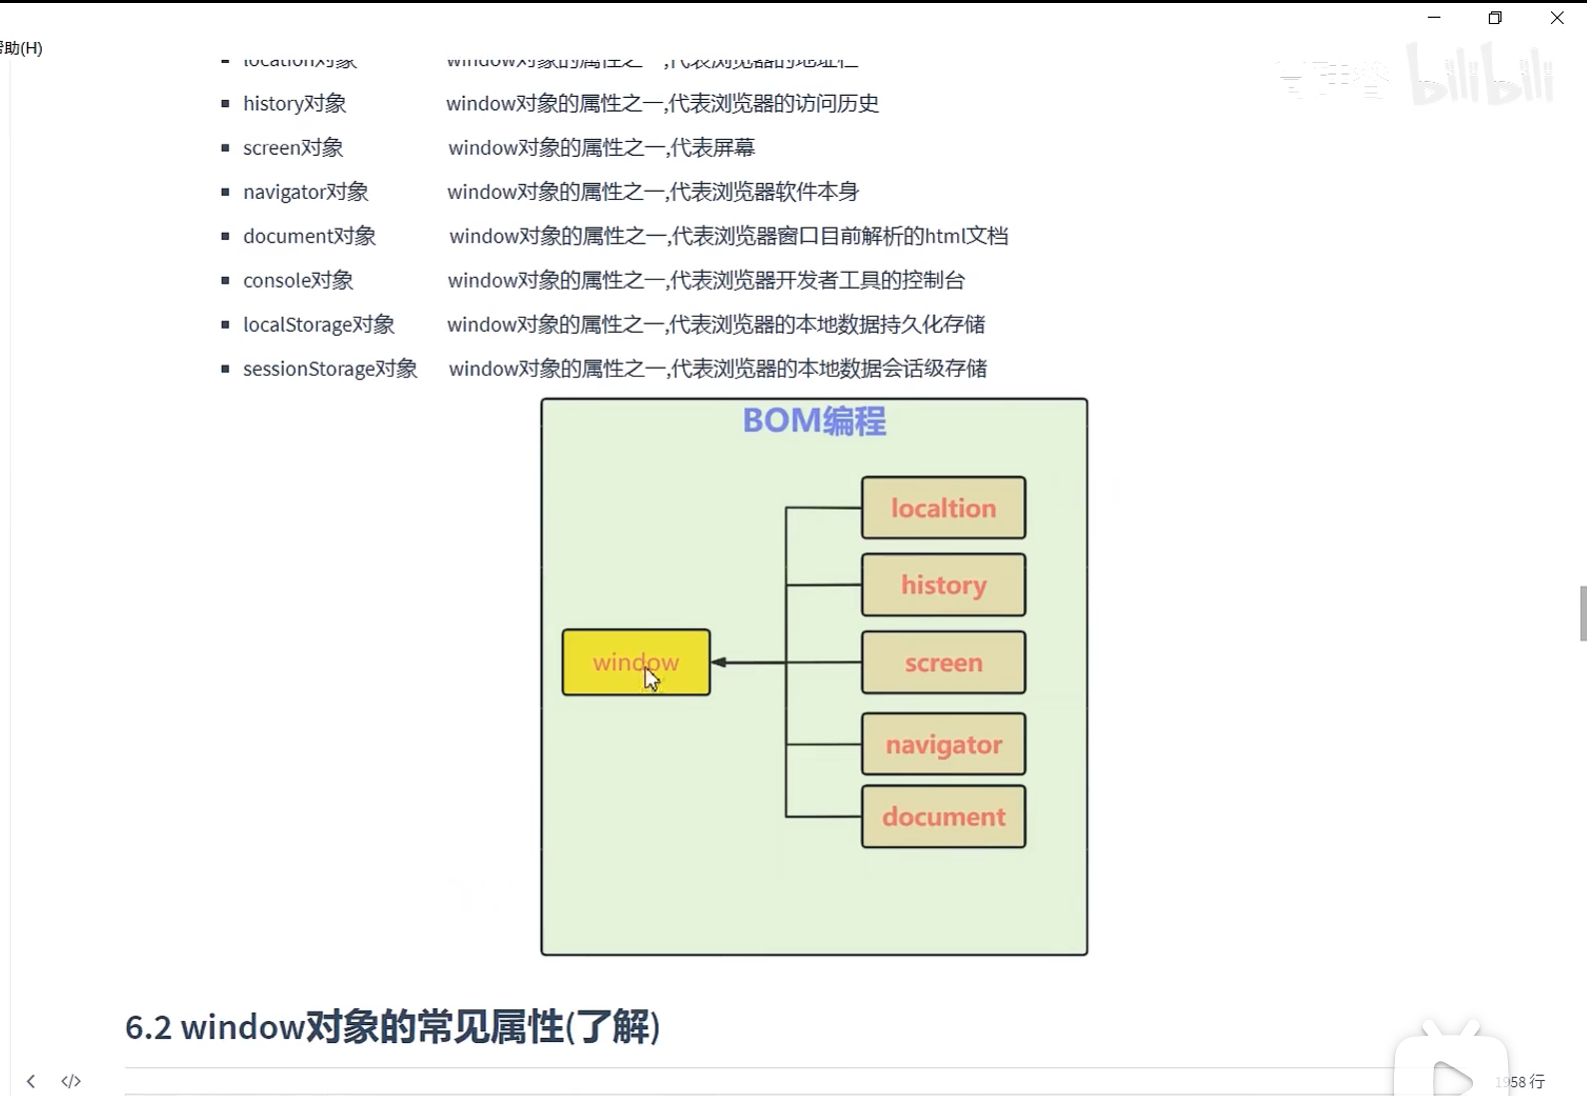 帮助(H)
location对象 window对象的属性之一,代表浏览器的地址栏
history对象 window对象的属性之一,代表浏览器的访问历史
screen对象 window对象的属性之一,代表屏幕
navigator对象 window对象的属性之一,代表浏览器软件本身
document对象 window对象的属性之一,代表浏览器窗口目前解析的html文档
console对象 window对象的属性之一,代表浏览器开发者工具的控制台
localStorage对象 window对象的属性之一,代表浏览器的本地数据持久化存储
sessionStorage对象 window对象的属性之一,代表浏览器的本地数据会话级存储
bilibili
BOM编程
localtion
history
window
screen
navigator
document
6.2 window对象的常见属性(了解)
</> 1958 行